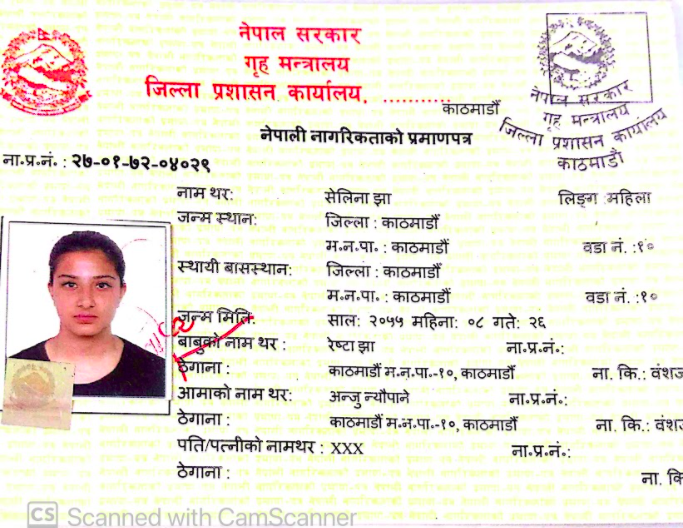 नेपाल सरकार
गृह मन्त्रालय
जिल्ला प्रशासन कार्यालय, ............ काठमाडौं
नेपाली नागरिकताको प्रमाणपत्र
नेपाल सरकार
गृह मन्त्रालय
जिल्ला प्रशासन कार्यालय
काठमाडौं
ना॰प्र॰नं॰ : २७-०१-७२-०४०२९
नाम थर: सेलिना झा लिङ्ग :महिला
जन्म स्थान: जिल्ला : काठमाडौं
म.न.पा. : काठमाडौं वडा नं. :१०
स्थायी बासस्थान: जिल्ला : काठमाडौं
म.न.पा. : काठमाडौं वडा नं. :१०
जन्म मिति: साल: २०५५ महिना: ०८ गते: २६
बाबुको नाम थर : रेष्टा झा ना॰प्र॰नं॰:
ठेगाना : काठमाडौं म.न.पा.-१०, काठमाडौं ना. कि.: वंशज
आमाको नाम थर: अन्जु न्यौपाने ना॰प्र॰नं॰:
ठेगाना : काठमाडौं म.न.पा.-१०, काठमाडौं ना. कि.: वंशज
पति/पत्नीको नामथर : XXX ना॰प्र॰नं॰:
ठेगाना : ना. कि
CS Scanned with CamScanner